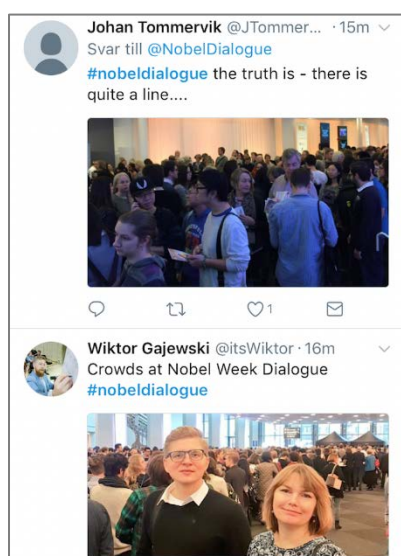 Johan Tommervik @JTommer... · 15m
Svar till @NobelDialogue
#nobeldialogue the truth is - there is
quite a line....
1
Wiktor Gajewski @itsWiktor · 16m
Crowds at Nobel Week Dialogue
#nobeldialogue